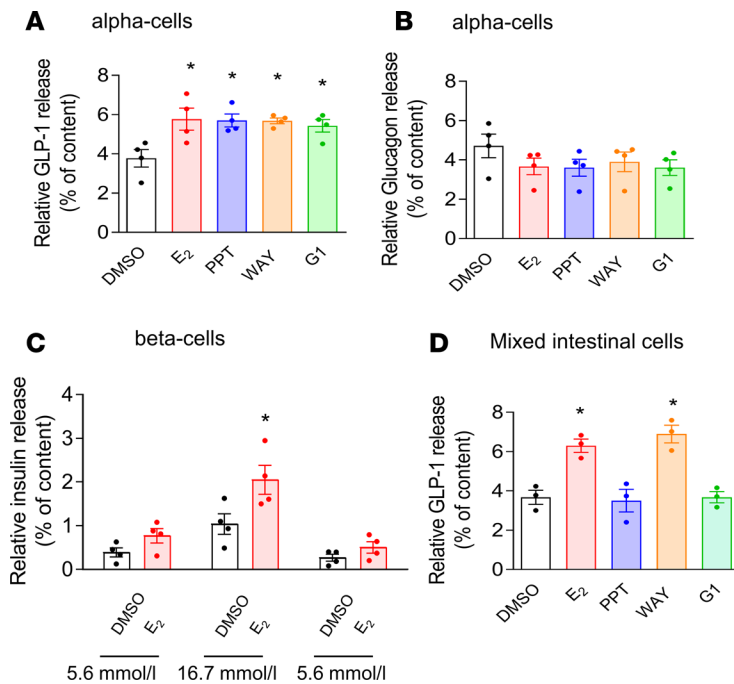 A alpha-cells
Relative GLP-1 release
(% of content)
8
6
4
2
0
* * * *
DMSO E2 PPT WAY G1
B alpha-cells
Relative Glucagon release
(% of content)
8
6
4
2
0
DMSO E2 PPT WAY G1
C beta-cells
Relative insulin release
(% of content)
4
3
2
1
0
*
DMSO E2 DMSO E2 DMSO E2
5.6 mmol/l 16.7 mmol/l 5.6 mmol/l
D Mixed intestinal cells
Relative GLP-1 release
(% of content)
8
6
4
2
0
* *
DMSO E2 PPT WAY G1